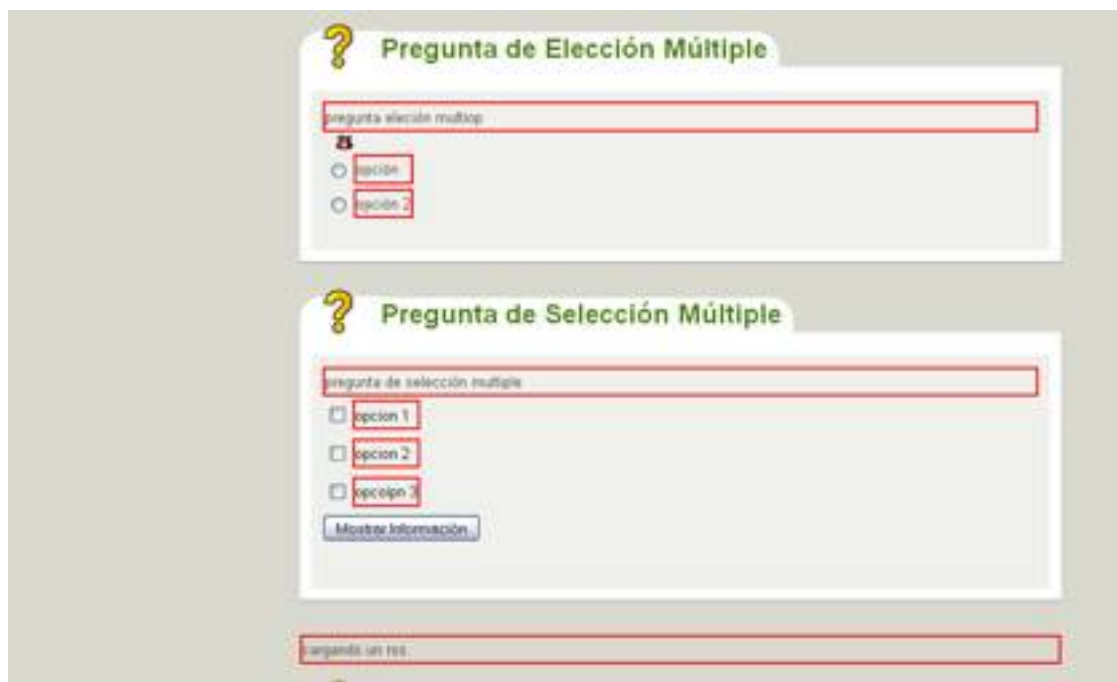 Pregunta de Elección Múltiple
pregunta eleción multiop
opción
opción 2
Pregunta de Selección Múltiple
pregunta de selección multiple
opcion 1
opcion 2
opcoipn 3
Mostrar Información
cargando un rss